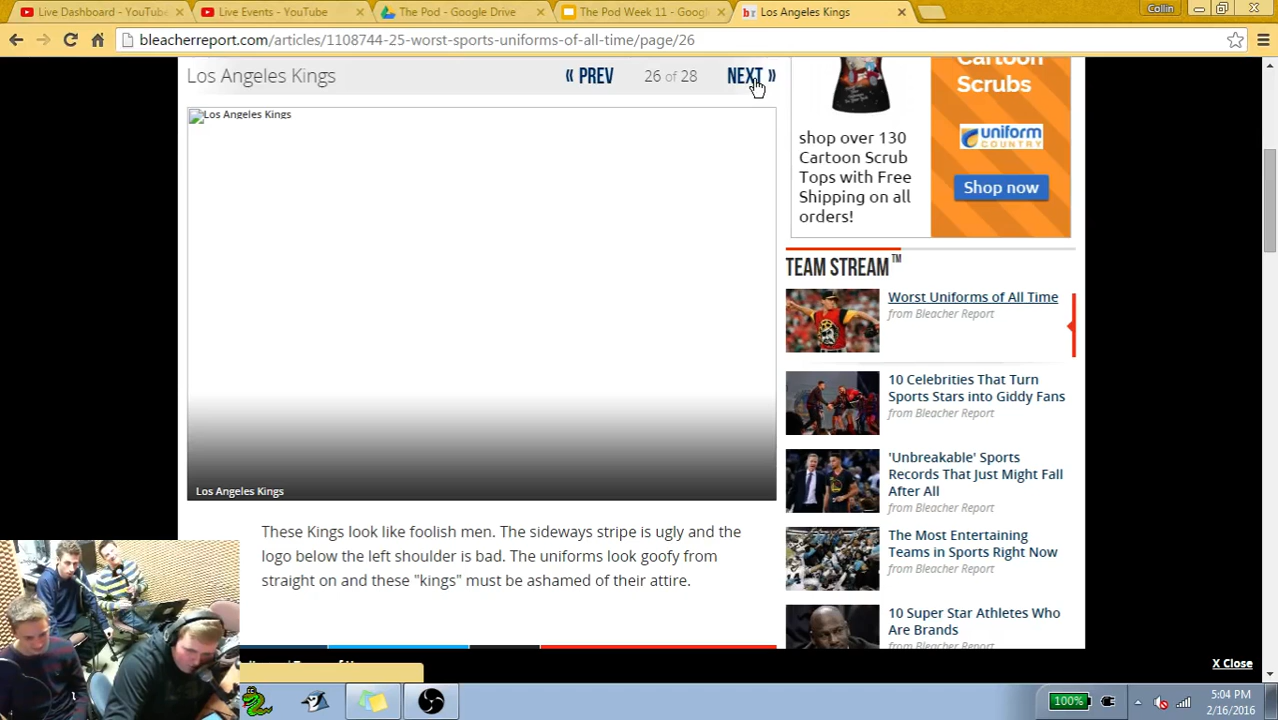 Live Dashboard - YouTube
Live Events - YouTube
The Pod - Google Drive
The Pod Week 11 - Googl
Los Angeles Kings
Collin
bleacherreport.com/articles/1108744-25-worst-sports-uniforms-of-all-time/page/26
Los Angeles Kings
« PREV
26 of 28
NEXT »
Los Angeles Kings
Los Angeles Kings
These Kings look like foolish men. The sideways stripe is ugly and the
logo below the left shoulder is bad. The uniforms look goofy from
straight on and these "kings" must be ashamed of their attire.
Cartoon
Scrubs
shop over 130
Cartoon Scrub
Tops with Free
Shipping on all
orders!
uniform
COUNTRY
Shop now
TEAM STREAM™
Worst Uniforms of All Time
from Bleacher Report
10 Celebrities That Turn
Sports Stars into Giddy Fans
from Bleacher Report
'Unbreakable' Sports
Records That Just Might Fall
After All
from Bleacher Report
The Most Entertaining
Teams in Sports Right Now
from Bleacher Report
10 Super Star Athletes Who
Are Brands
from Bleacher Report
X Close
100%
5:04 PM
2/16/2016